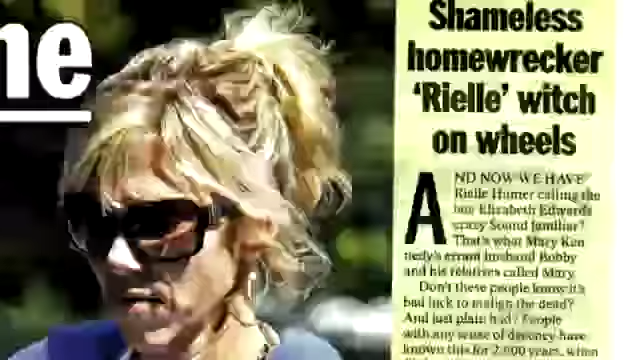 ne
Shameless
homewrecker
'Rielle' witch
on wheels
AND NOW WE HAVE
Rielle Hunter calling the
late Elizabeth Edwards
crazy. Sound familiar?
That's what Mary Ken
nedy's errant husband Bobby
and his relatives called Mary.
Don't these people know it's
bad luck to malign the dead?
And just plain bad? People
with any sense of decency have
known this for 2,000 years, when